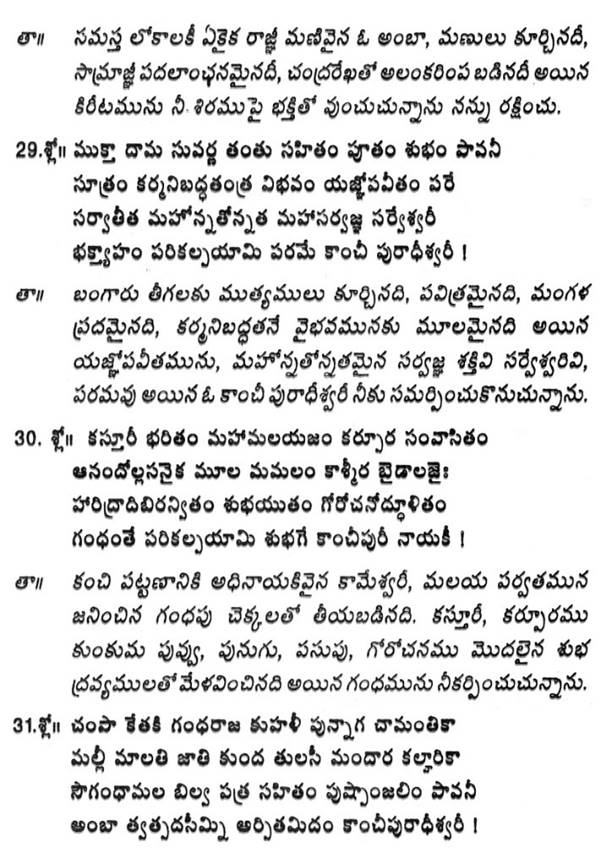 తా॥ సమస్త లోకాలకీ ఏకైక రాజ్ఞీ మణివైన ఓ అంబా, మణులు కూర్చినదీ,
సామ్రాజ్ఞీ పదలాంఛనమైనదీ, చంద్రరేఖతో అలంకరింప బడినదీ అయిన
కిరీటమును నీ శిరముపై భక్తితో వుంచుచున్నాను నన్ను రక్షించు.
29.శ్లో॥ ముక్తా దామ సువర్ణ తంతు సహితం పూతం శుభం పావనీ
సూత్రం కర్మనిబద్ధతంత్ర విభవం యజ్ఞోపవీతం పరే
సర్వాతీత మహోన్నతోన్నత మహాసర్వజ్ఞ సర్వేశ్వరీ
భక్త్యాహం పరికల్పయామి పరమే కాంచీ పురాధీశ్వరీ !
తా॥ బంగారు తీగలకు ముత్యములు కూర్చినది, పవిత్రమైనది, మంగళ
ప్రదమైనది, కర్మనిబద్ధతనే వైభవమునకు మూలమైనది అయిన
యజ్ఞోపవీతమును, మహోన్నతోన్నతమైన సర్వజ్ఞ శక్తివి సర్వేశ్వరివి,
పరమవు అయిన ఓ కాంచీ పురాధీశ్వరీ నీకు సమర్పించుకొనుచున్నాను.
30. శ్లో॥ కస్తూరీ భరితం మహామలయజం కర్పూర సంవాసితం
ఆనందోల్లసనైక మూల మమలం కాశ్మీర బైడాలజైః
హారిద్రాదిబిరన్వితం శుభయుతం గోరోచనోద్ధూళితం
గంధంతే పరికల్పయామి శుభగే కాంచీపురీ నాయకీ !
తా॥ కంచి పట్టణానికి అధినాయకివైన కామేశ్వరీ, మలయ పర్వతమున
జనించిన గంధపు చెక్కలతో తీయబడినది. కస్తూరీ, కర్పూరము
కుంకుమ పువ్వు, పునుగు, పసుపు, గోరోచనము మొదలైన శుభ
ద్రవ్యములతో మేళవించినది అయిన గంధమును నీకర్పించుచున్నాను.
31.శ్లో॥ చంపా కేతకి గంధరాజ కుహళీ పున్నాగ చామంతికా
మల్లీ మాలతి జాతి కుంద తులసీ మందార కల్హారికా
సౌగంధామల బిల్వ పత్ర సహితం పుష్పాంజలిం పావనీ
అంబా త్వత్పదసీమ్ని అర్పితమిదం కాంచీపురాధీశ్వరీ !